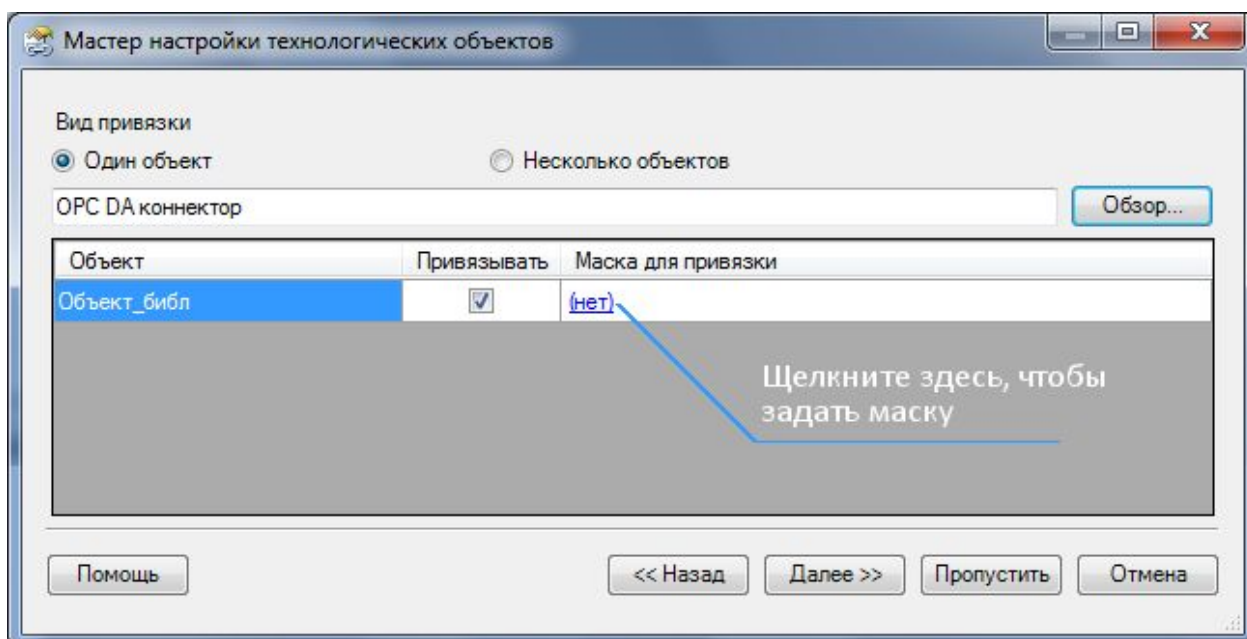 Мастер настройки технологических объектов
Вид привязки
Один объект Несколько объектов
OPC DA коннектор Обзор...
Объект Привязывать Маска для привязки
Объект_библ (нет)
Щелкните здесь, чтобы
задать маску
Помощь << Назад Далее >> Пропустить Отмена